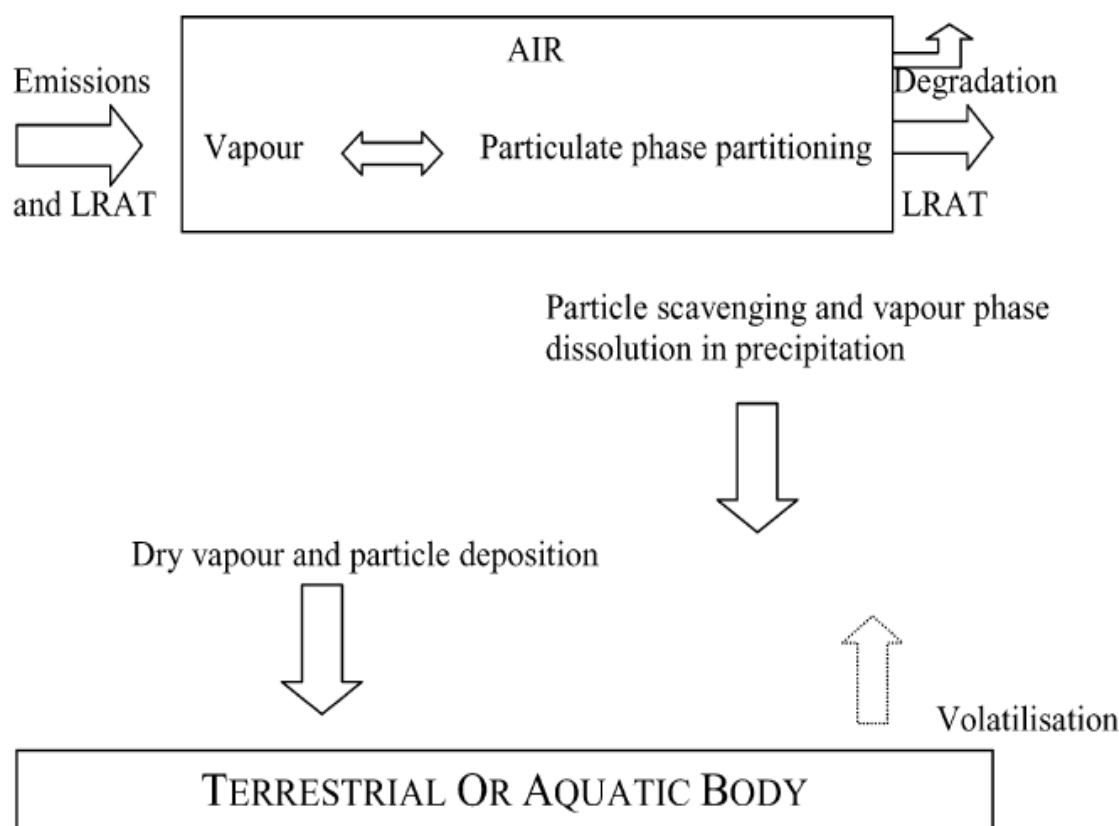 AIR
Emissions
Degradation
Vapour
Particulate phase partitioning
and LRAT
LRAT
Particle scavenging and vapour phase
dissolution in precipitation
Dry vapour and particle deposition
Volatilisation
TERRESTRIAL OR AQUATIC BODY